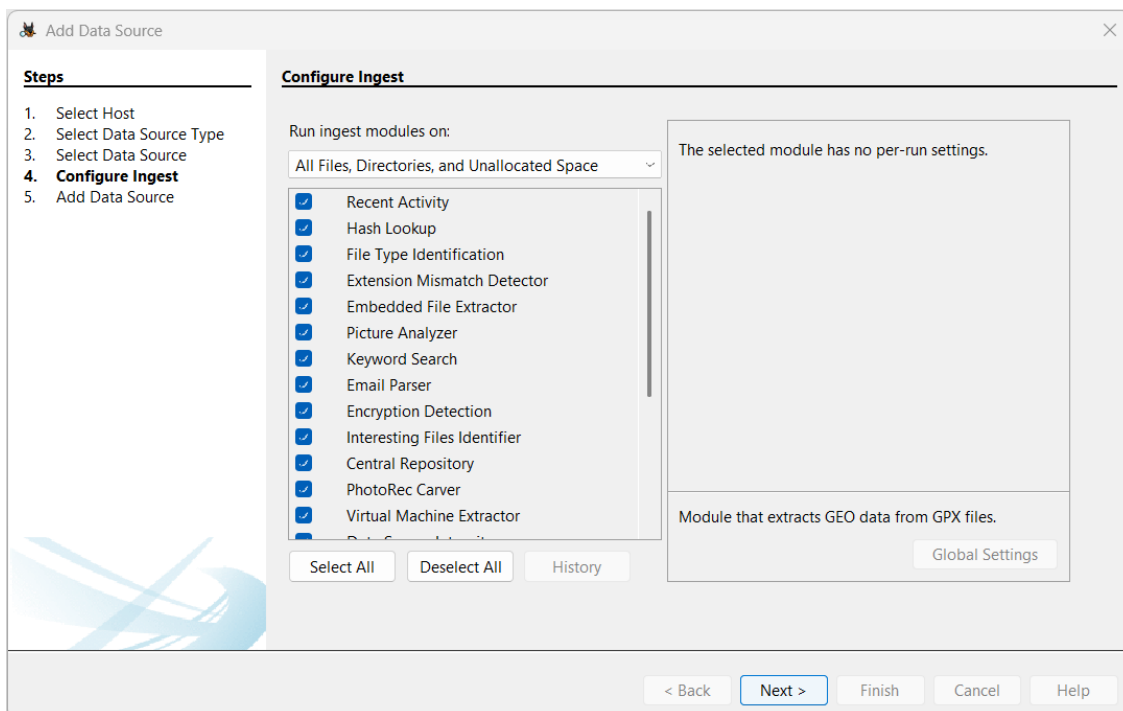 Add Data Source
Steps
1. Select Host
2. Select Data Source Type
3. Select Data Source
4. Configure Ingest
5. Add Data Source
Configure Ingest
Run ingest modules on:
All Files, Directories, and Unallocated Space
Recent Activity
Hash Lookup
File Type Identification
Extension Mismatch Detector
Embedded File Extractor
Picture Analyzer
Keyword Search
Email Parser
Encryption Detection
Interesting Files Identifier
Central Repository
PhotoRec Carver
Virtual Machine Extractor
Select All Deselect All History
The selected module has no per-run settings.
Module that extracts GEO data from GPX files.
Global Settings
< Back Next > Finish Cancel Help